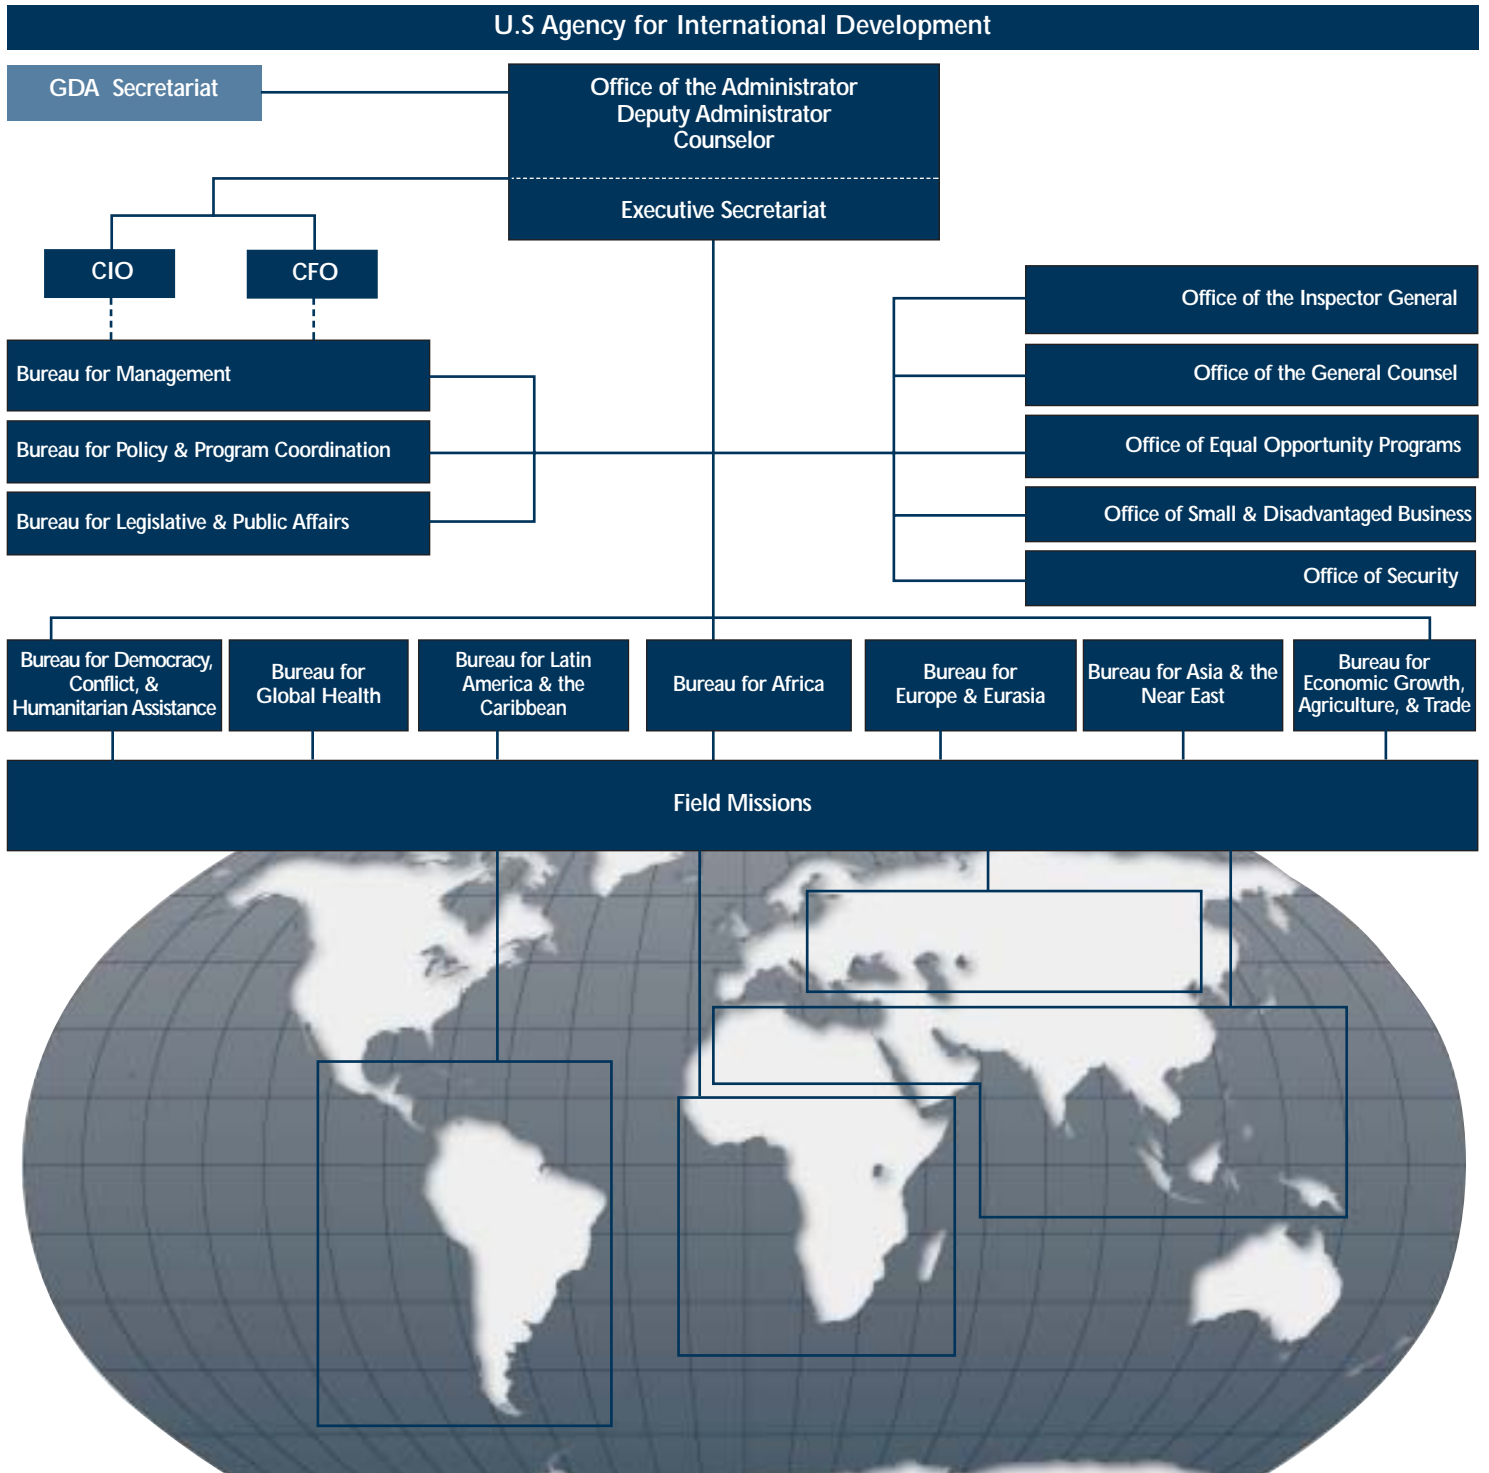 U.S Agency for International Development
GDA Secretariat
Office of the Administrator
Deputy Administrator
Counselor
Executive Secretariat
CIO
CFO
Office of the Inspector General
Bureau for Management
Office of the General Counsel
Bureau for Policy & Program Coordination
Office of Equal Opportunity Programs
Bureau for Legislative & Public Affairs
Office of Small & Disadvantaged Business
Office of Security
Bureau for Democracy,
Conflict, &
Humanitarian Assistance
Bureau for
Global Health
Bureau for Latin
America & the
Caribbean
Bureau for Africa
Bureau for
Europe & Eurasia
Bureau for Asia & the
Near East
Bureau for
Economic Growth,
Agriculture, & Trade
Field Missions